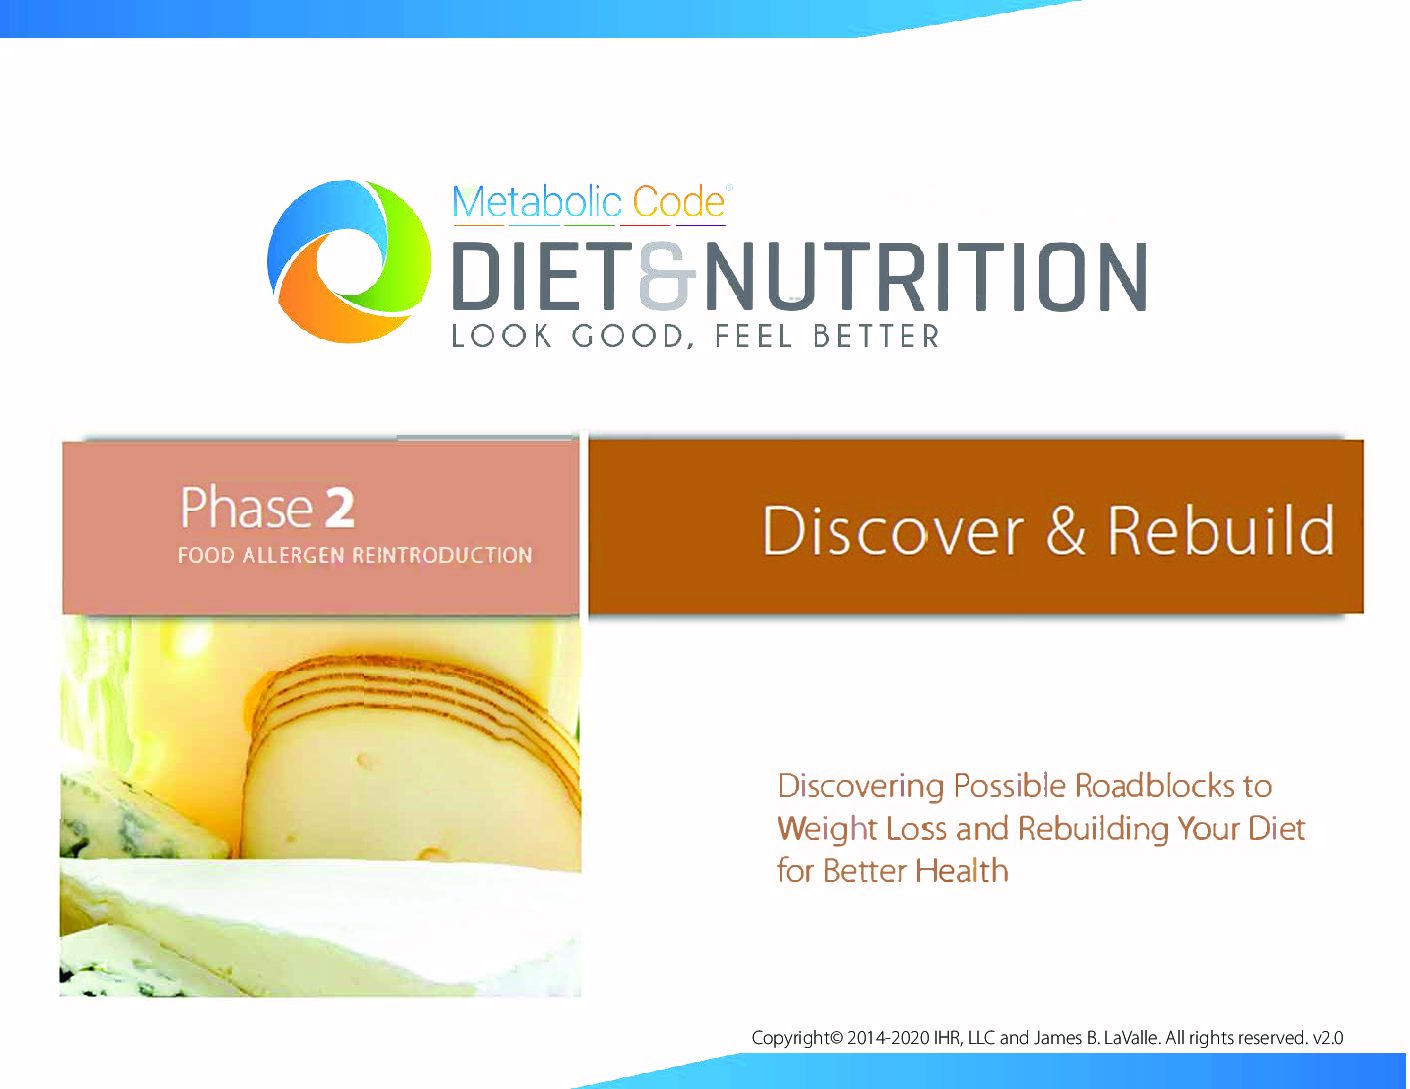 Metabolic Code®
DIET&NUTRITION
LOOK GOOD, FEEL BETTER
Phase 2
FOOD ALLERGEN REINTRODUCTION
Discover & Rebuild
Discovering Possible Roadblocks to
Weight Loss and Rebuilding Your Diet
for Better Health
Copyright© 2014-2020 IHR, LLC and James B. LaValle. All rights reserved. v2.0